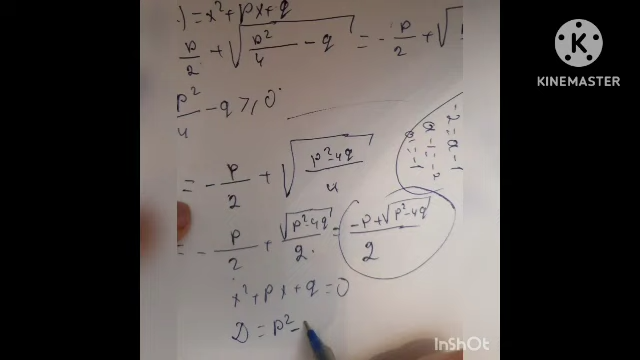 ) = x² + px + q
p/2 + √(p²/4 - q) = - p/2 + √
p²/4 - q ≥ 0
= - p/2 + √((p² - 4q)/4)
= - p/2 + √(p² - 4q)/2 = (-p + √(p² - 4q))/2
x² + px + q = 0
D = p² -
KINEMASTER
InShOt